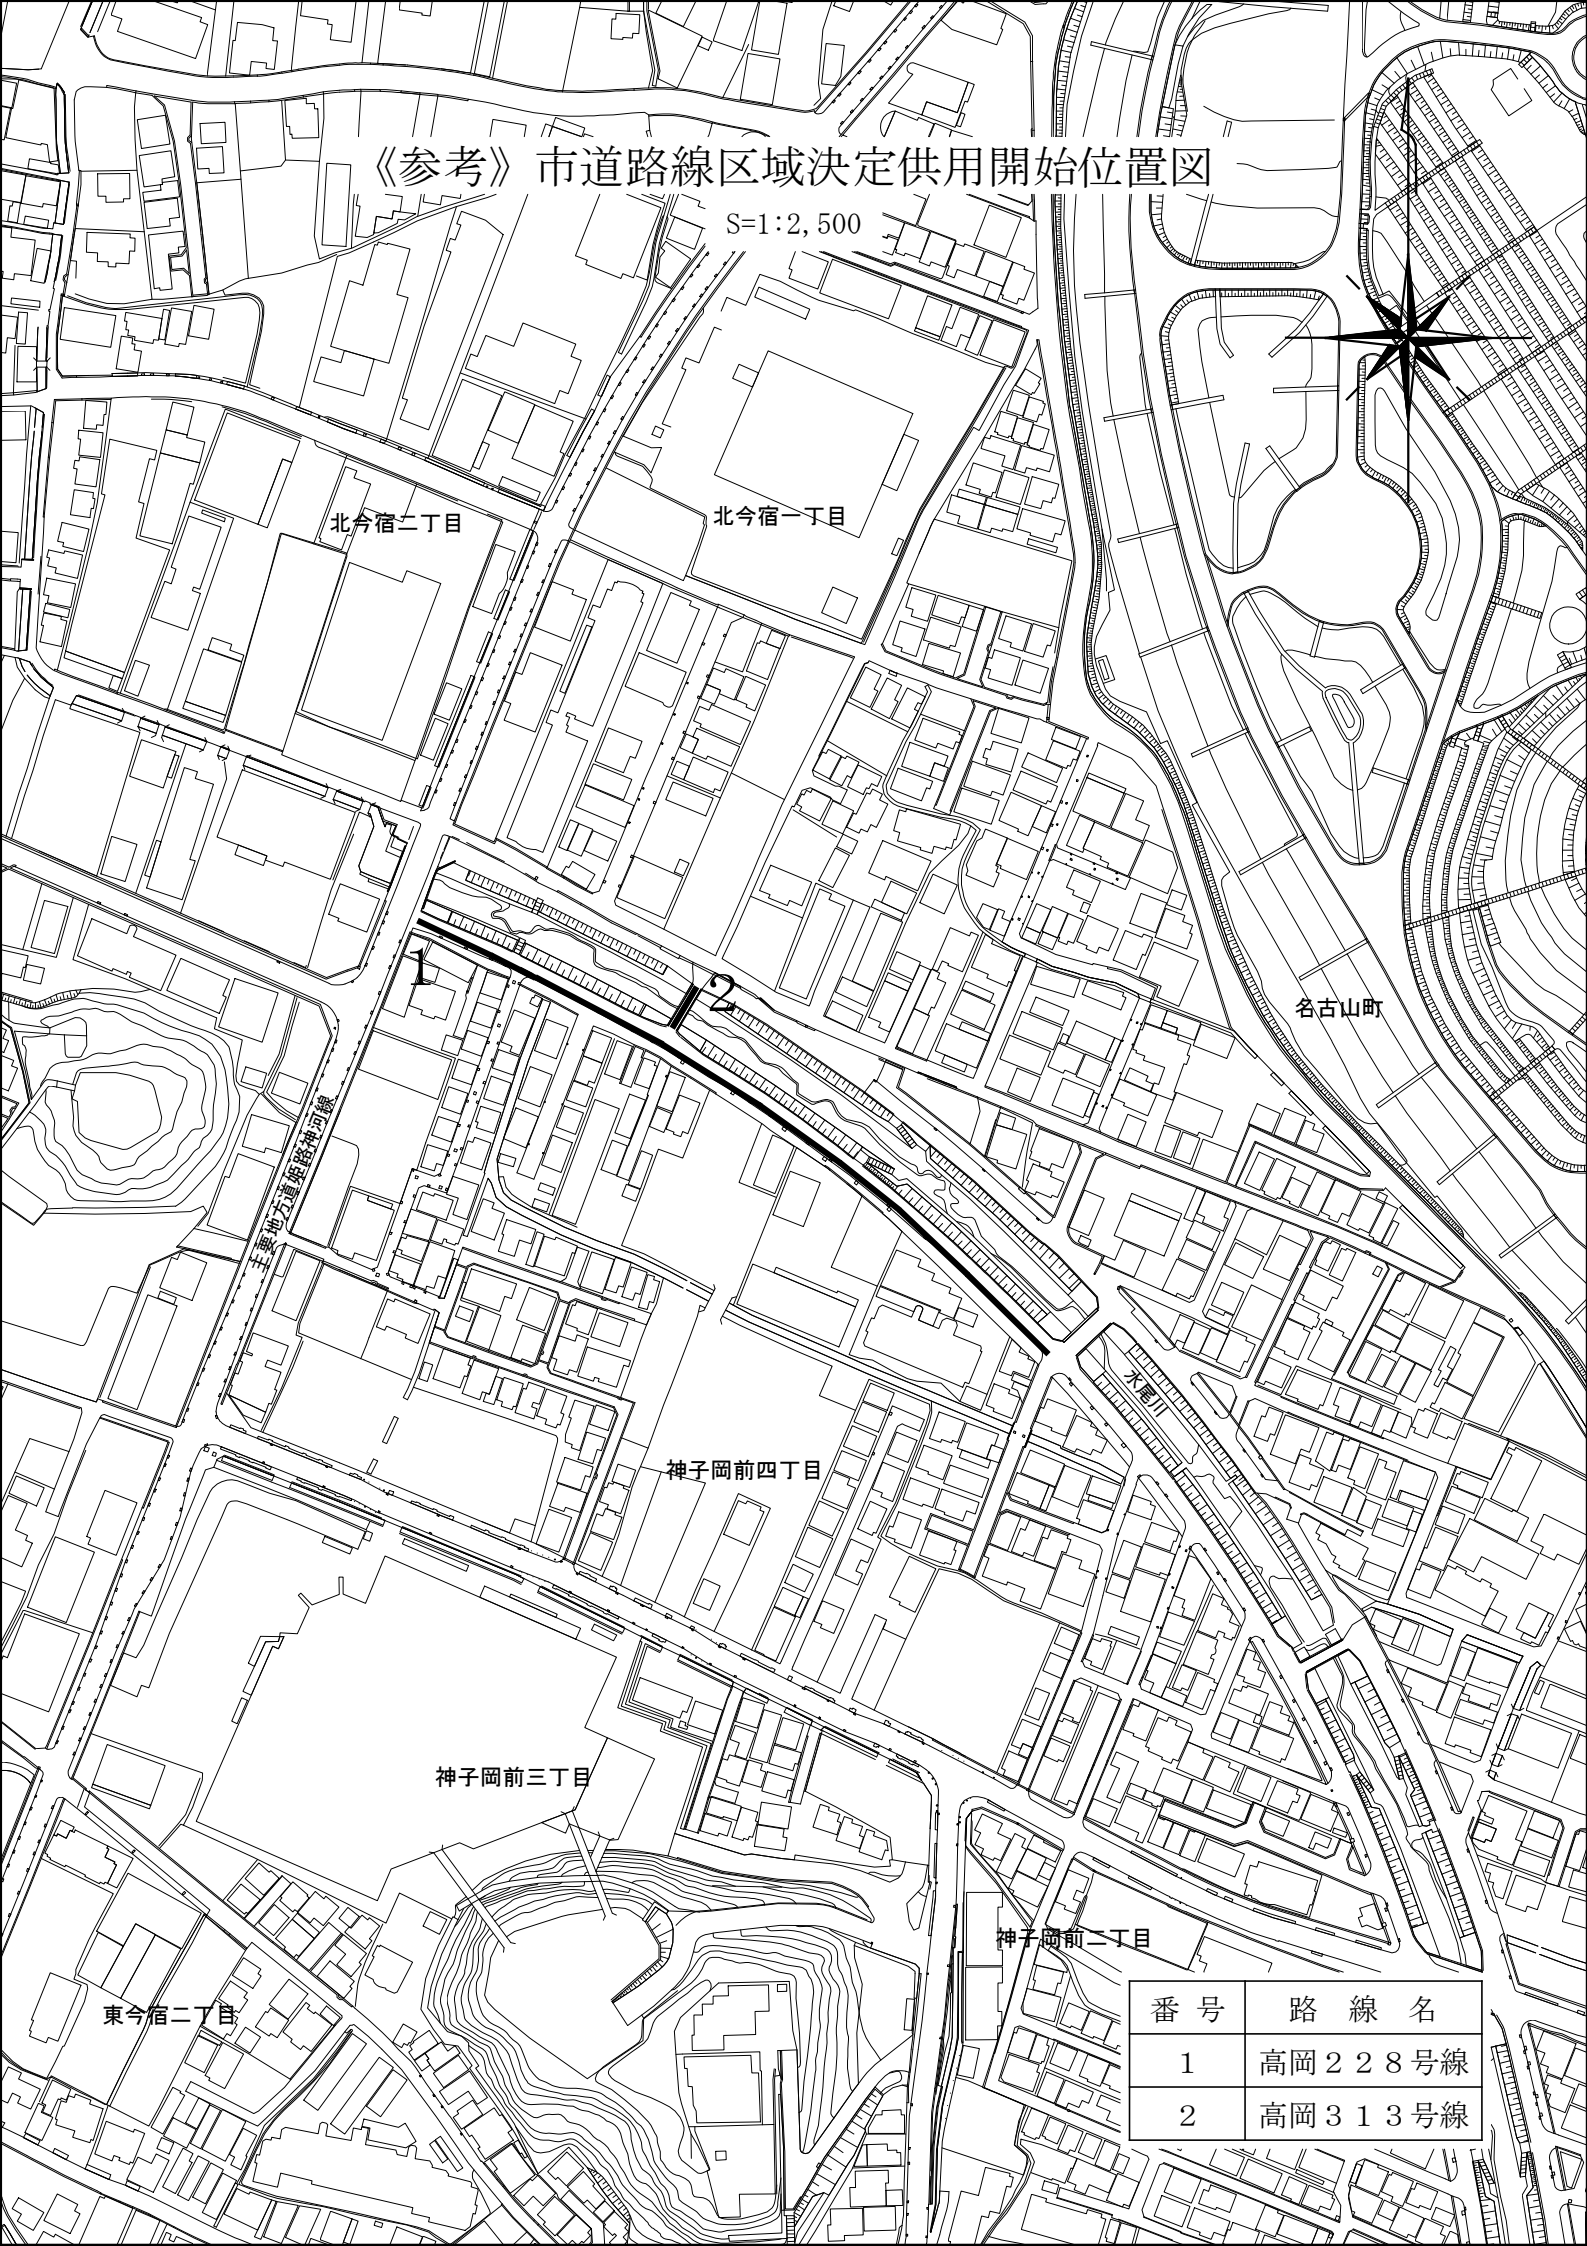 《参考》市道路線区域決定供用開始位置図
S=1:2,500
北今宿二丁目
北今宿一丁目
1
2
名古山町
主要地方道姫路神河線
水尾川
神子岡前四丁目
神子岡前三丁目
神子岡前二丁目
東今宿二丁目
番号 路線名
1 高岡228号線
2 高岡313号線